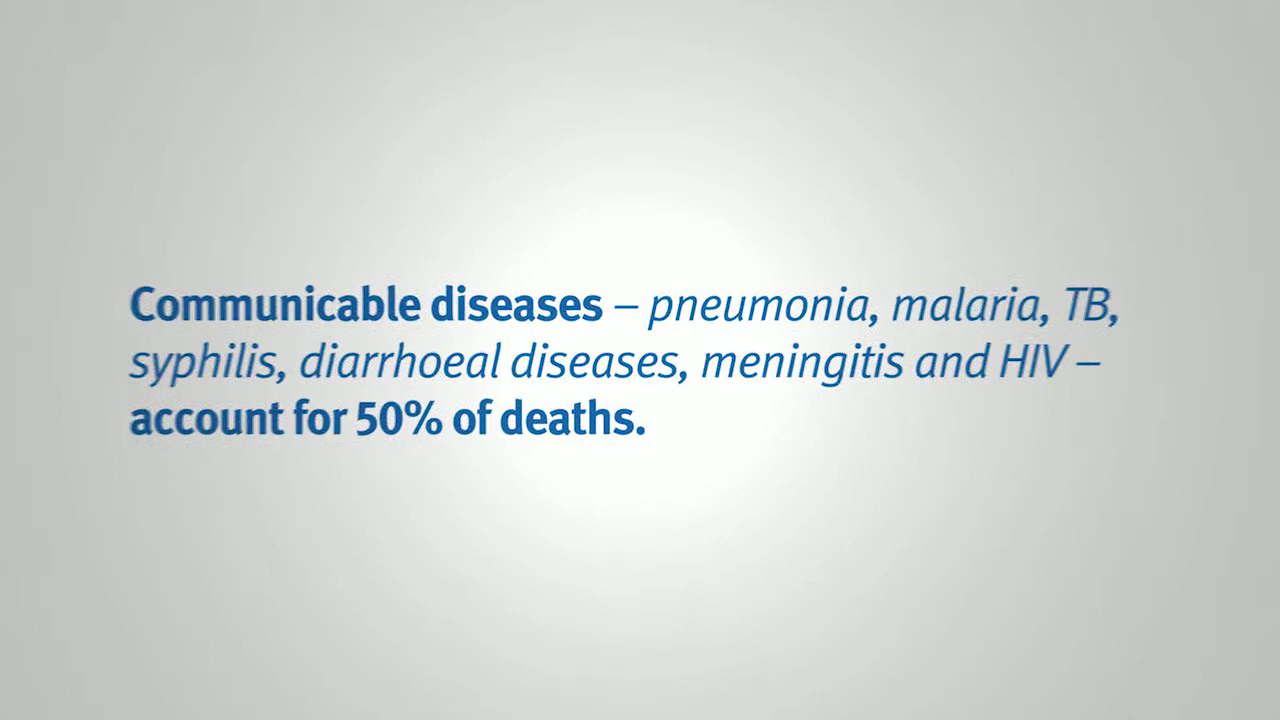 Communicable diseases – pneumonia, malaria, TB,
syphilis, diarrhoeal diseases, meningitis and HIV –
account for 50% of deaths.